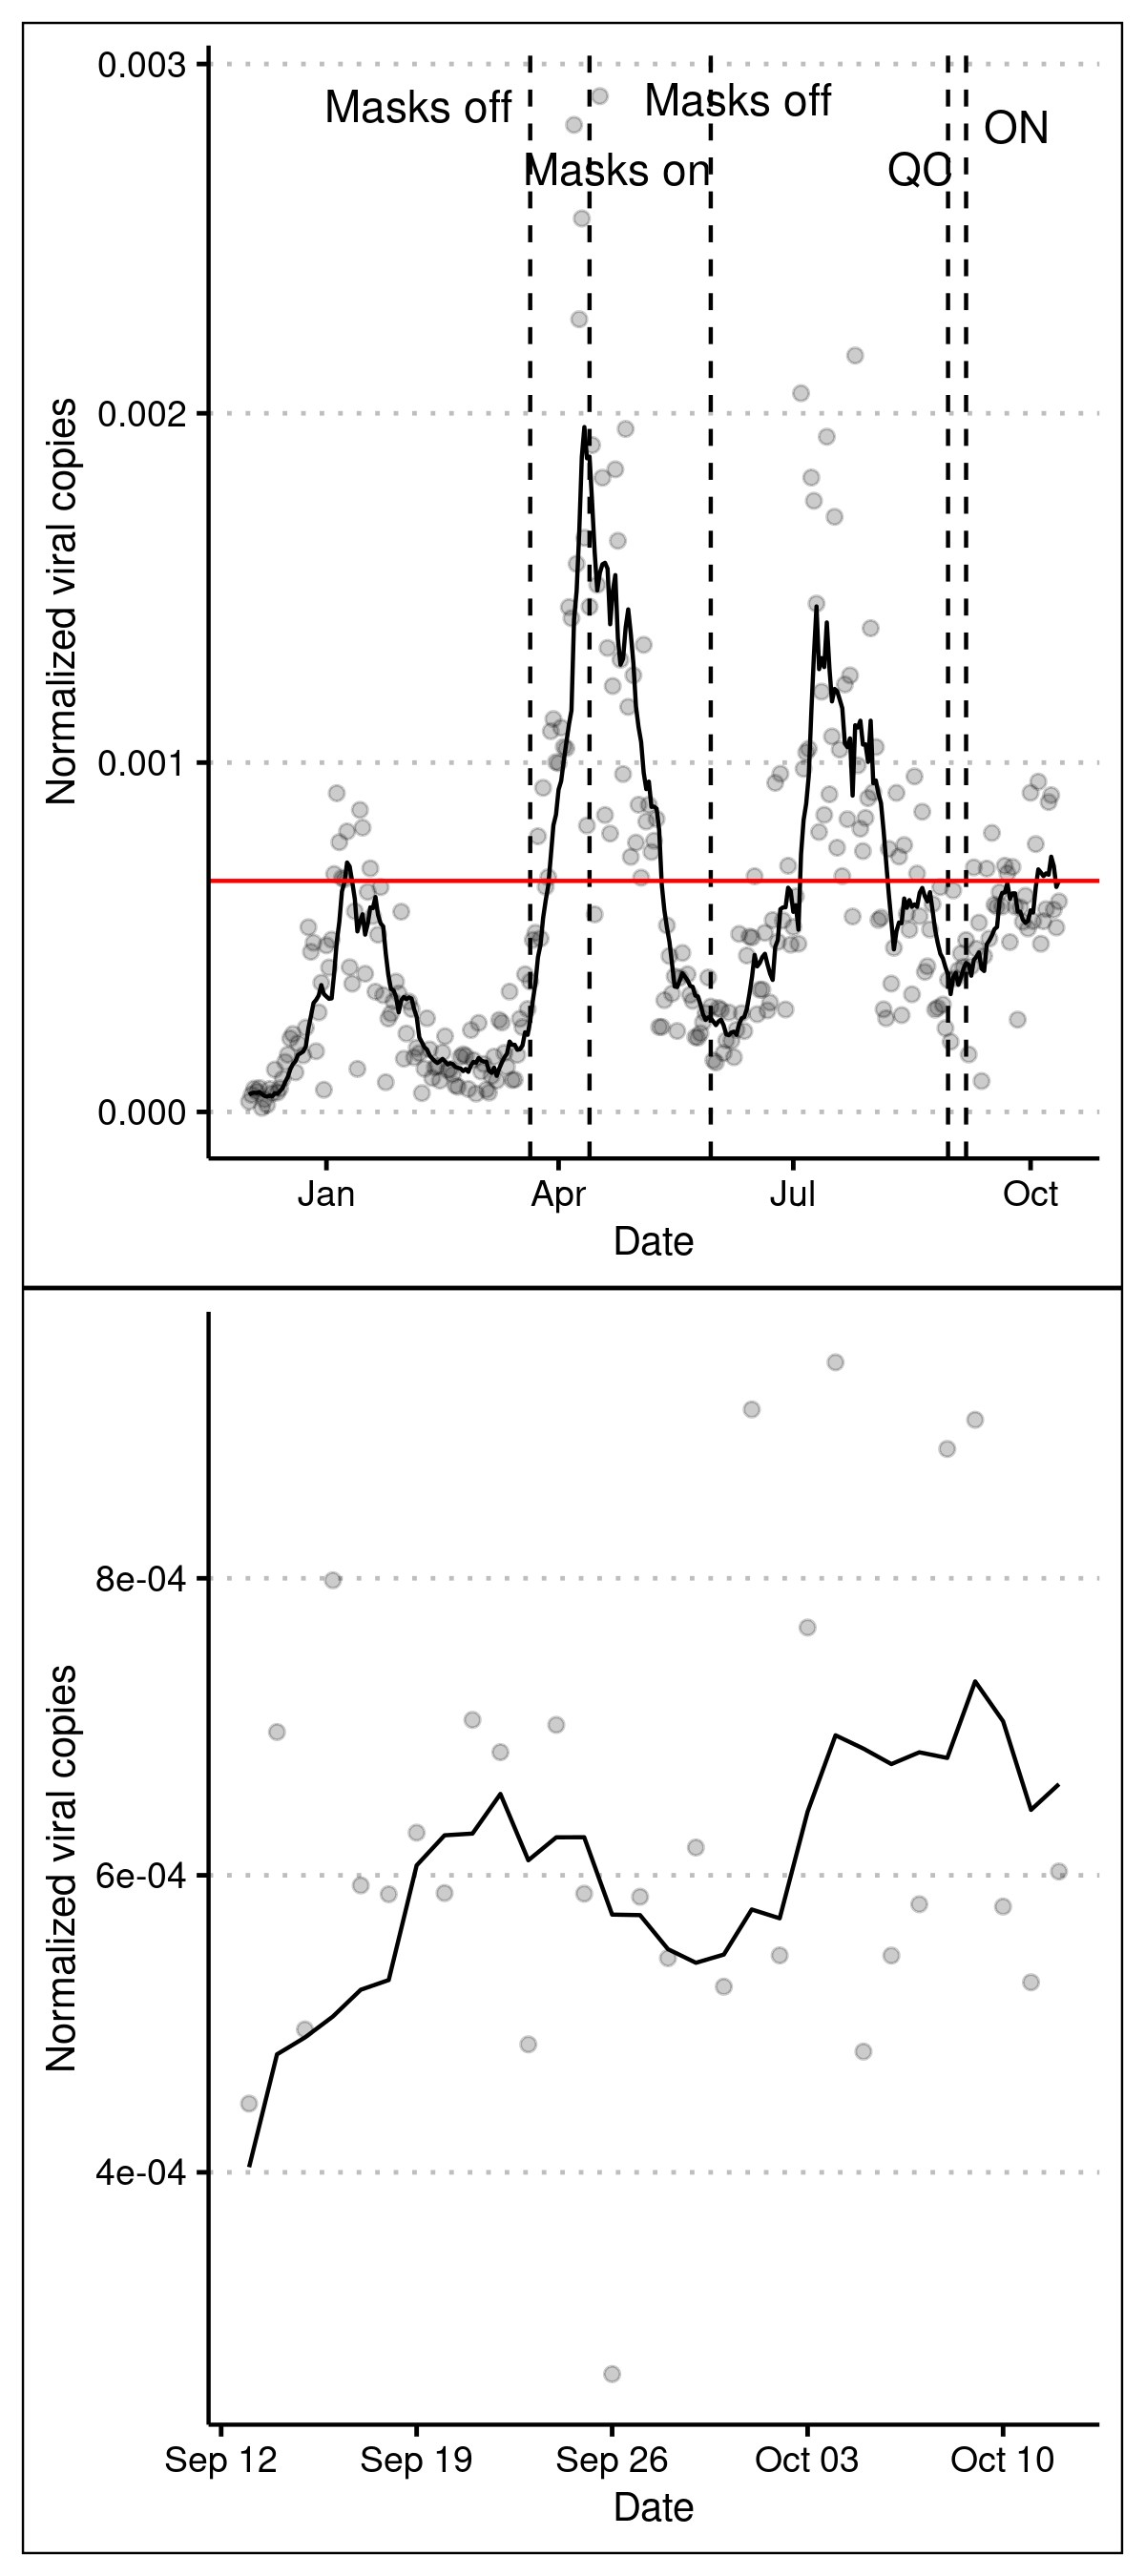 0.003
Masks off
Masks off
ON
Masks on
QC
0.002
Normalized viral copies
0.001
0.000
Jan Apr Jul Oct
Date
8e-04
Normalized viral copies
6e-04
4e-04
Sep 12 Sep 19 Sep 26 Oct 03 Oct 10
Date